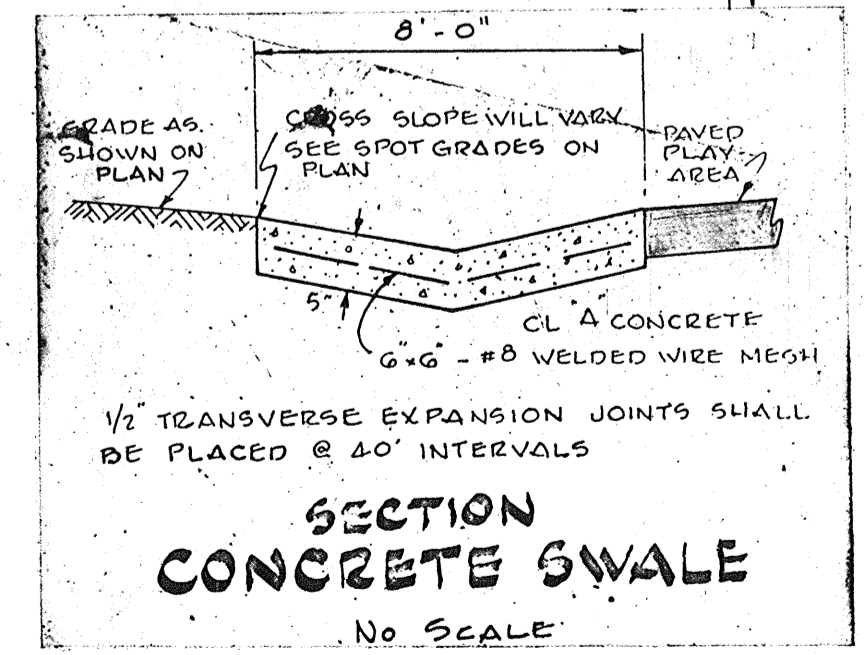 8'-0"
GRADE AS
SHOWN ON
PLAN
CROSS SLOPE WILL VARY
SEE SPOT GRADES ON
PLAN
PAVED
PLAY
AREA
5"
CL "A" CONCRETE
6"x6" - #8 WELDED WIRE MESH
1/2" TRANSVERSE EXPANSION JOINTS SHALL
BE PLACED @ 40' INTERVALS
SECTION
CONCRETE SWALE
NO SCALE